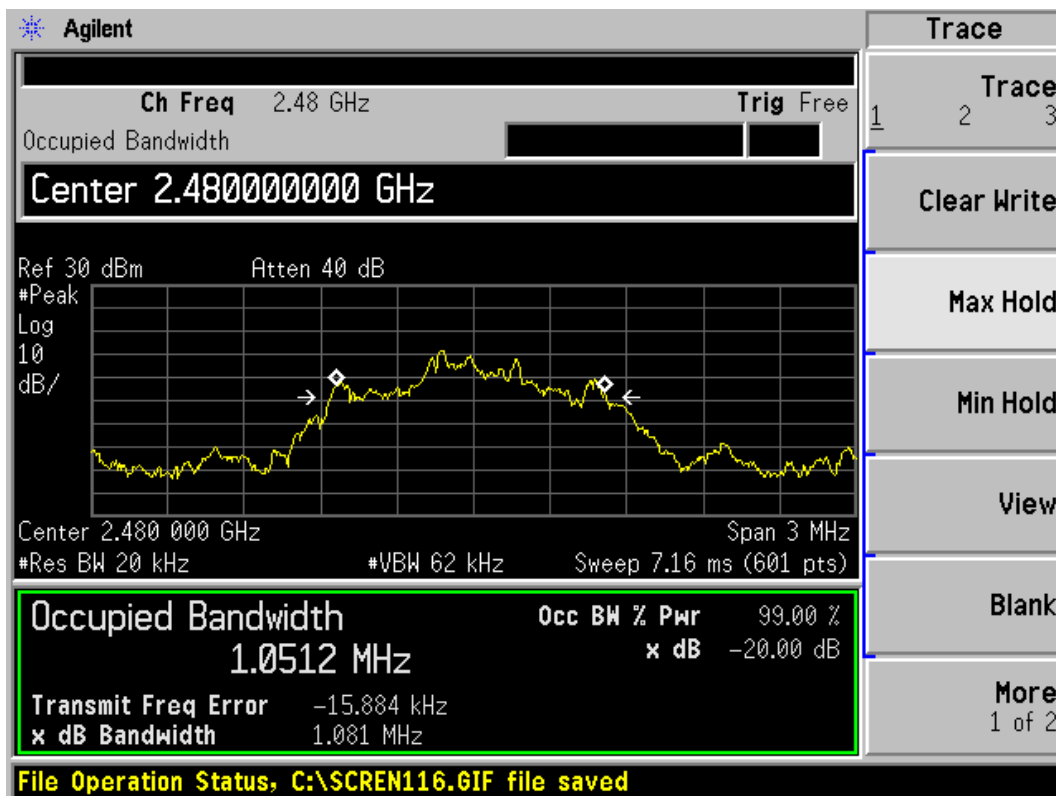 Agilent
Trace
Ch Freq 2.48 GHz Trig Free
Occupied Bandwidth
Center 2.480000000 GHz
Ref 30 dBm Atten 40 dB
#Peak
Log
10
dB/
Center 2.480 000 GHz Span 3 MHz
#Res BW 20 kHz #VBW 62 kHz Sweep 7.16 ms (601 pts)
Occupied Bandwidth
1.0512 MHz
Occ BW % Pwr 99.00 %
x dB -20.00 dB
Transmit Freq Error -15.884 kHz
x dB Bandwidth 1.081 MHz
File Operation Status, C:\SCREN116.GIF file saved
Trace
1 2 3
Clear Write
Max Hold
Min Hold
View
Blank
More
1 of 2